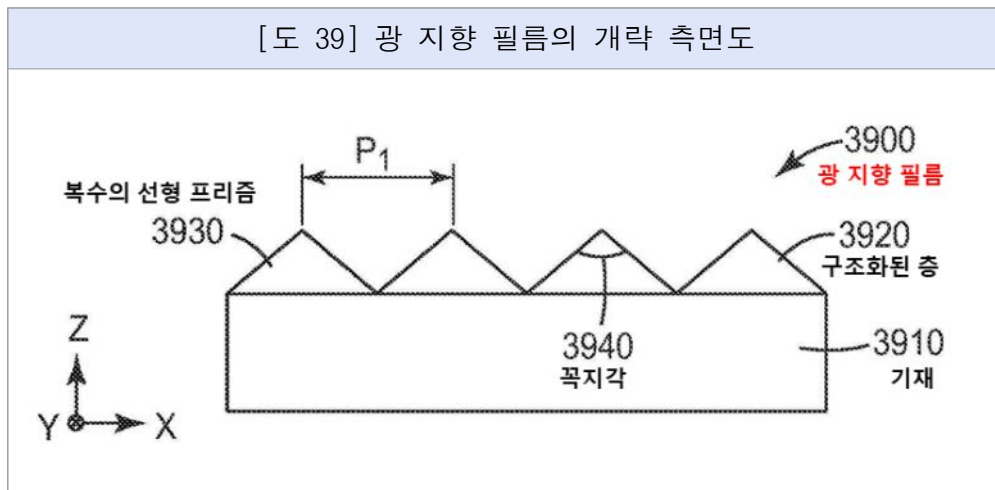 [도 39] 광 지향 필름의 개략 측면도
P₁
3900
광 지향 필름
복수의 선형 프리즘
3930
3920
구조화된 층
3940
꼭지각
3910
기재
Z
Y
X